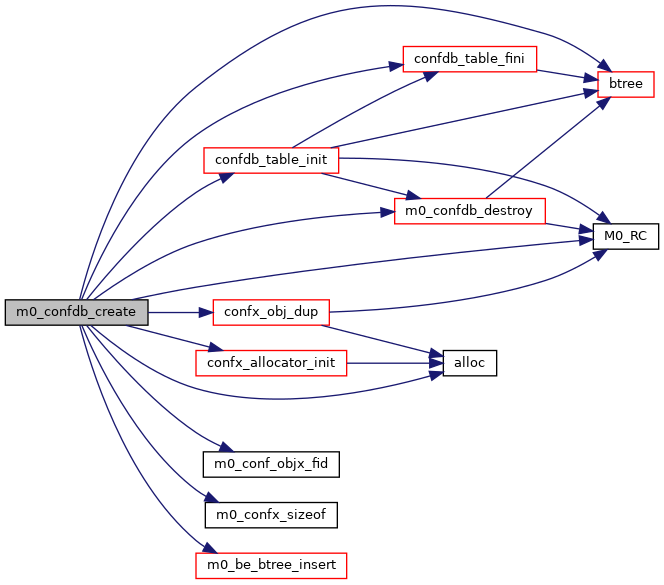 confdb_table_fini
btree
confdb_table_init
m0_confdb_destroy
M0_RC
m0_confdb_create
confx_obj_dup
confx_allocator_init
alloc
m0_conf_objx_fid
m0_confx_sizeof
m0_be_btree_insert